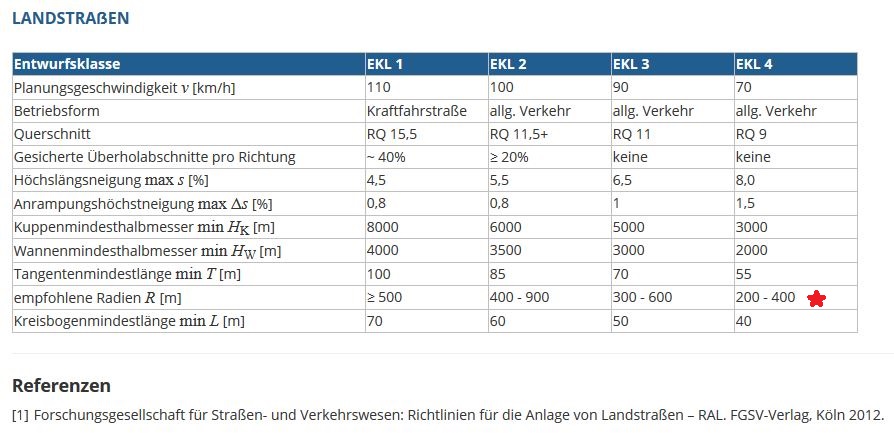 LANDSTRAßEN
Entwurfsklasse EKL 1 EKL 2 EKL 3 EKL 4
Planungsgeschwindigkeit v [km/h] 110 100 90 70
Betriebsform Kraftfahrstraße allg. Verkehr allg. Verkehr allg. Verkehr
Querschnitt RQ 15,5 RQ 11,5+ RQ 11 RQ 9
Gesicherte Überholabschnitte pro Richtung ~ 40% ≥ 20% keine keine
Höchslängsneigung max s [%] 4,5 5,5 6,5 8,0
Anrampungshöchstneigung max Δs [%] 0,8 0,8 1 1,5
Kuppenmindesthalbmesser min HK [m] 8000 6000 5000 3000
Wannenmindesthalbmesser min HW [m] 4000 3500 3000 2000
Tangentenmindestlänge min T [m] 100 85 70 55
empfohlene Radien R [m] ≥ 500 400 - 900 300 - 600 200 - 400
Kreisbogenmindestlänge min L [m] 70 60 50 40
Referenzen
[1] Forschungsgesellschaft für Straßen- und Verkehrswesen: Richtlinien für die Anlage von Landstraßen – RAL. FGSV-Verlag, Köln 2012.